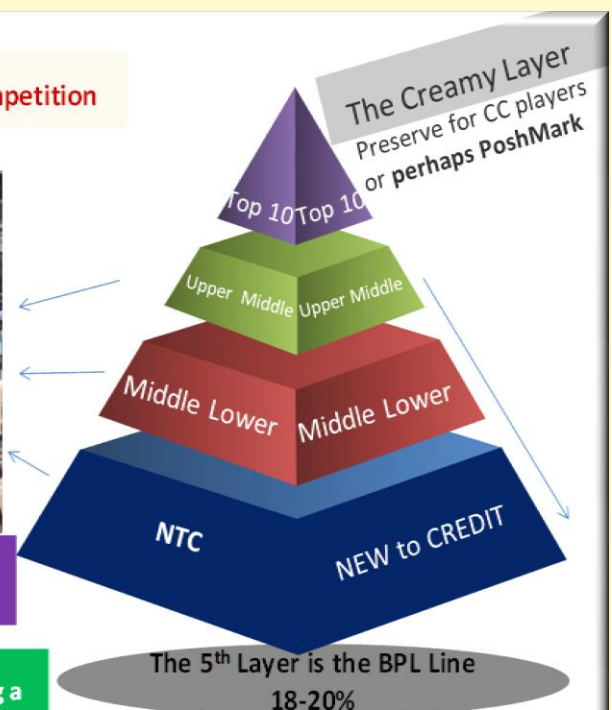 The Creamy Layer
Preserve for CC players
or perhaps PoshMark
Top 10 Top 10
Upper Middle Upper Middle
Middle Lower Middle Lower
NTC
NEW to CREDIT
The 5th Layer is the BPL Line
18-20%
g a